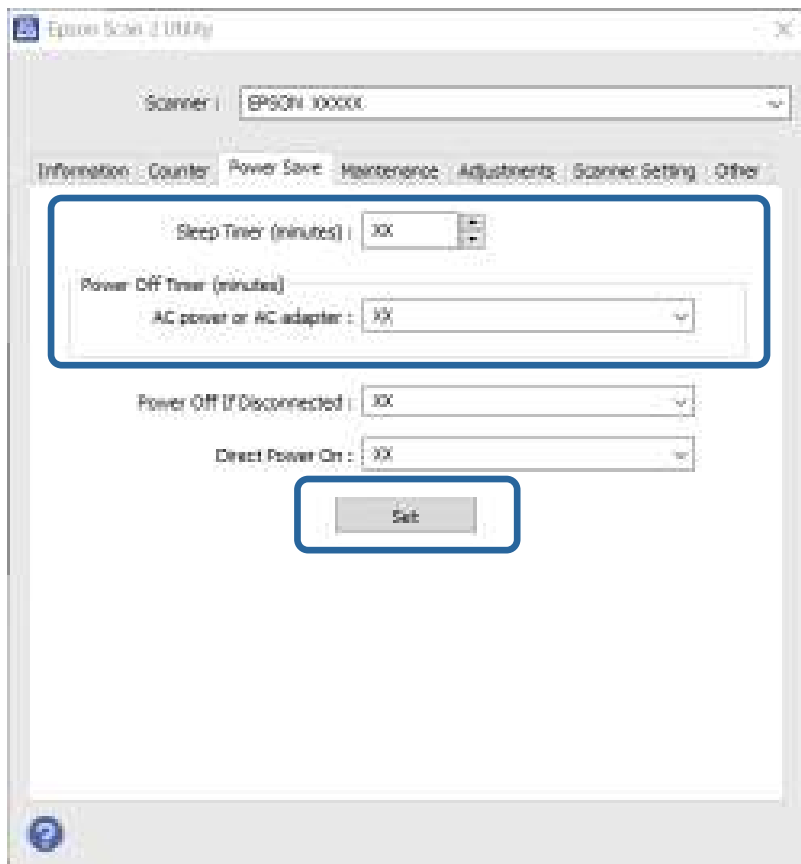 Epson Scan 2 Utility
Scanner : EPSON XXXXX
Information Counter Power Save Maintenance Adjustments Scanner Setting Other
Sleep Timer (minutes) : XX
Power Off Timer (minutes)
AC power or AC adapter : XX
Power Off If Disconnected : XX
Direct Power On : XX
Set
?